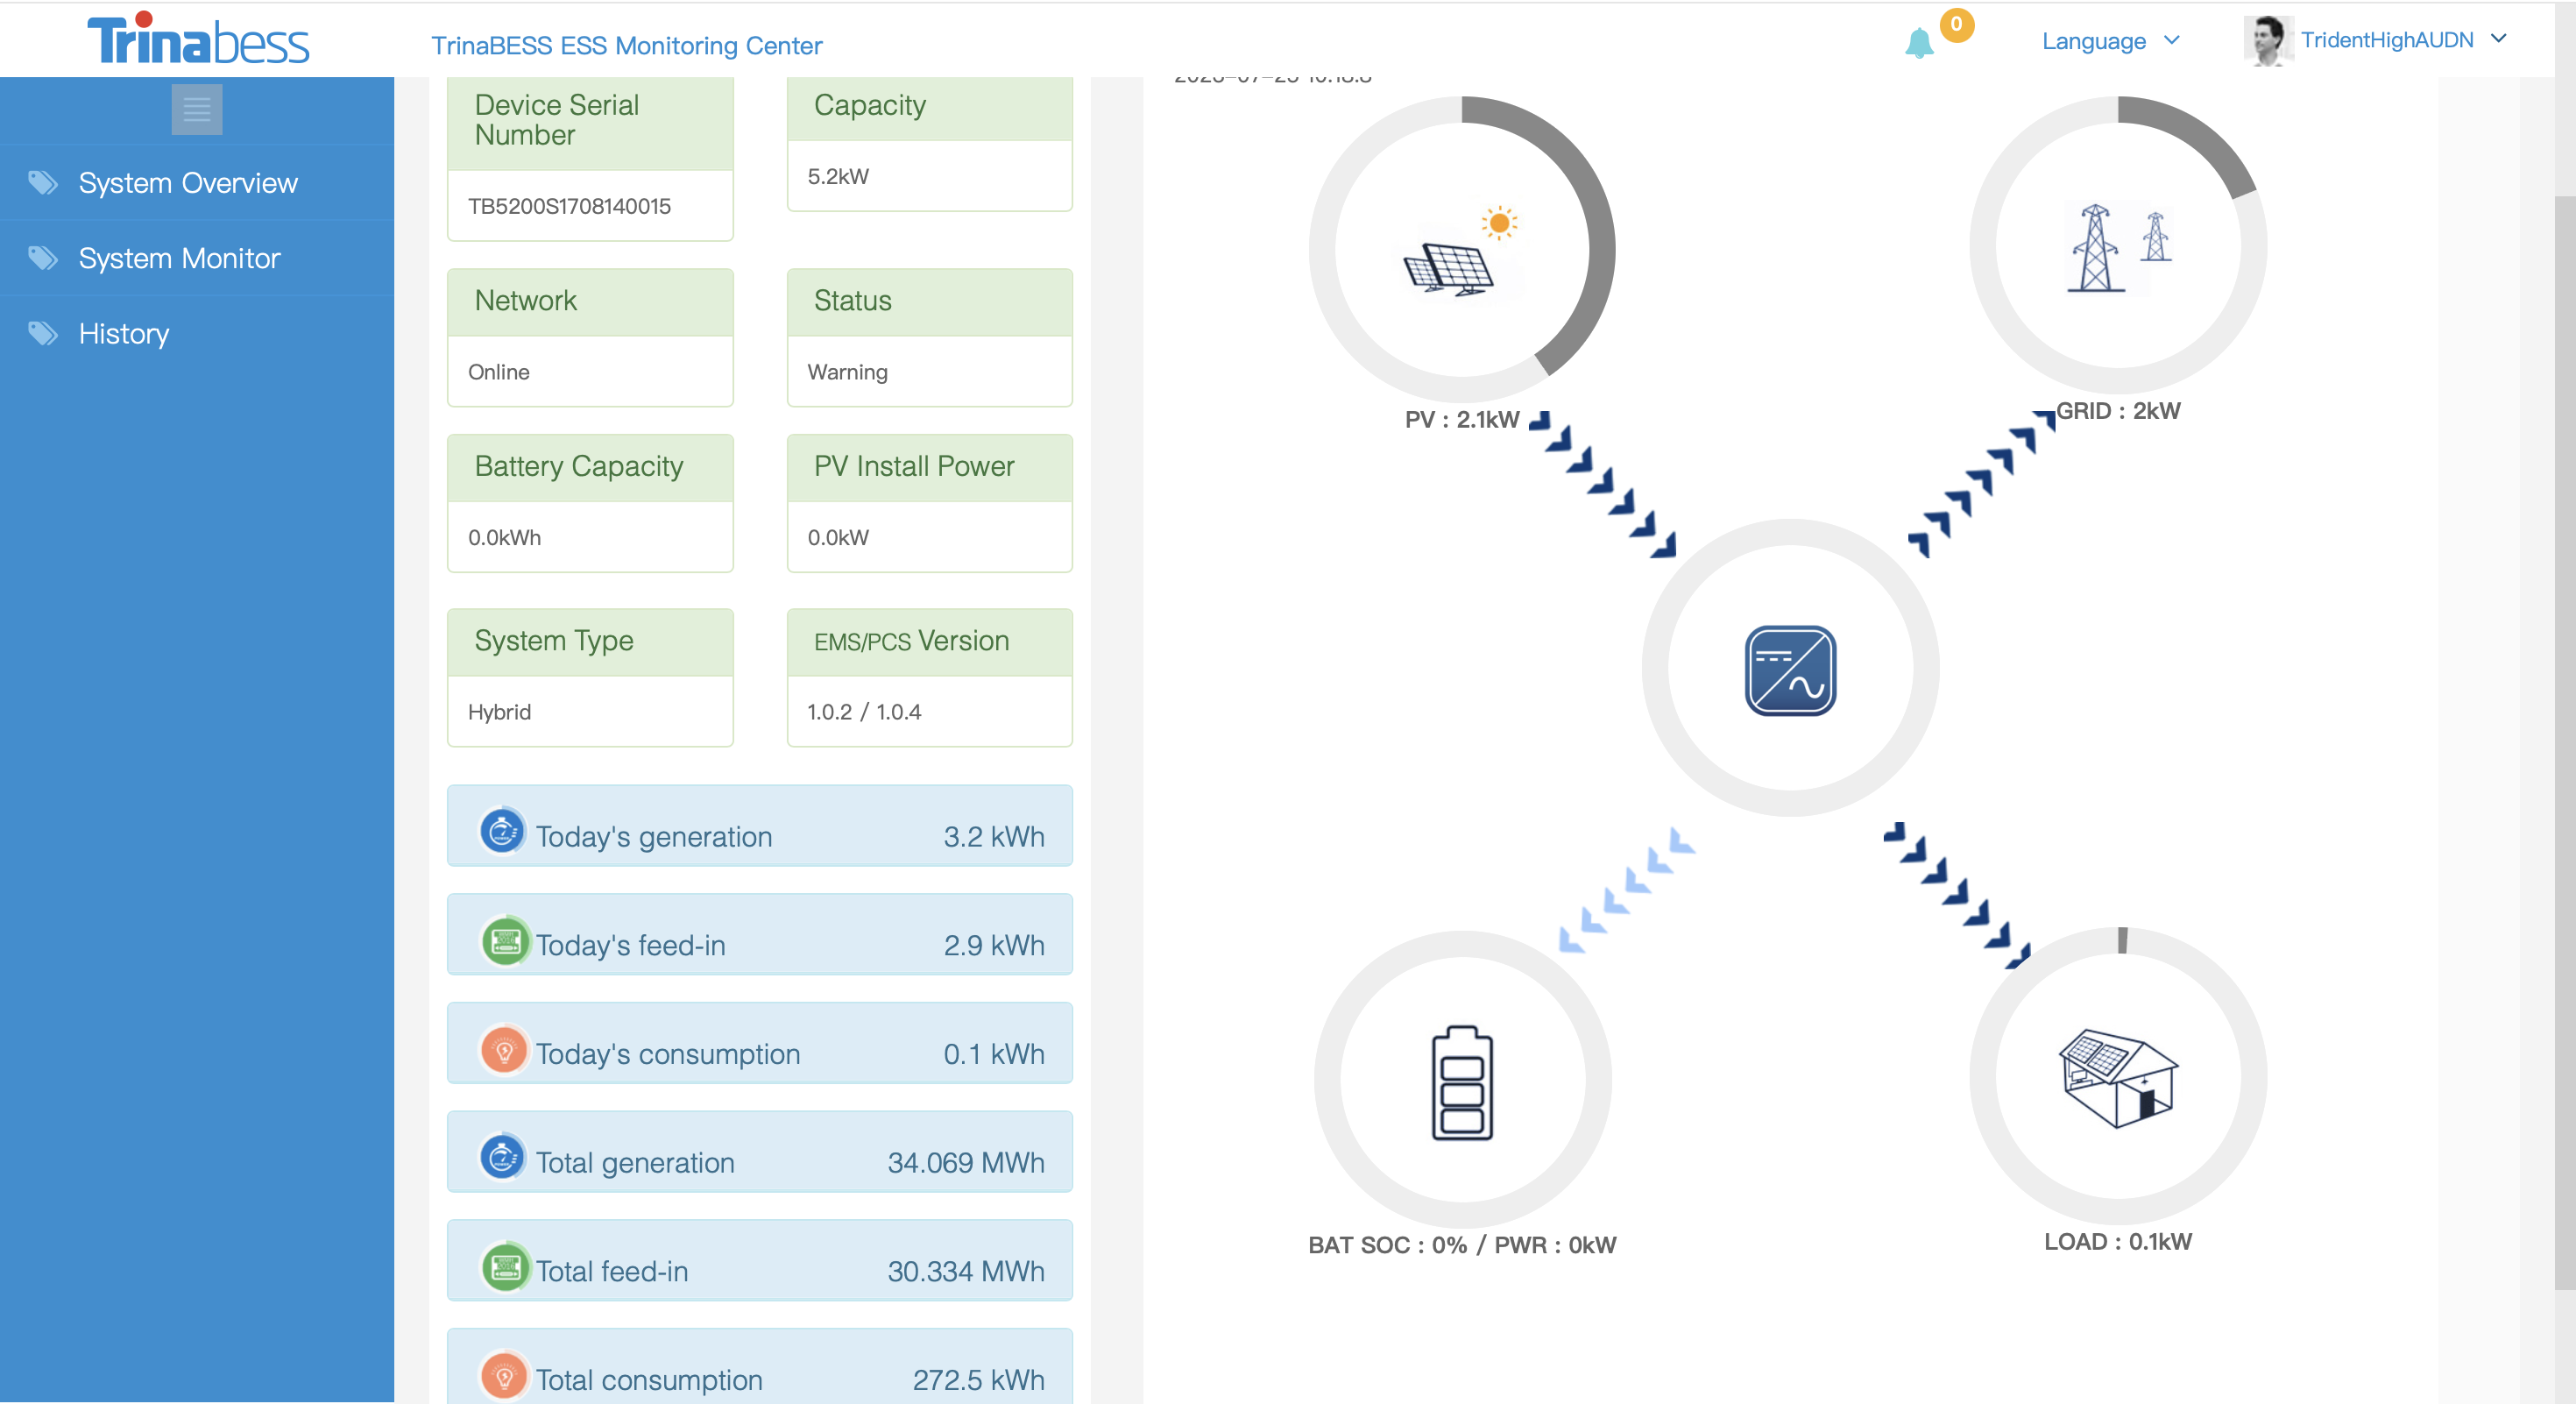 Trinabess
TrinaBESS ESS Monitoring Center
0
Language
TridentHighAUDN
System Overview
System Monitor
History
Device Serial
Number
TB5200S1708140015
Capacity
5.2kW
Network
Online
Status
Warning
Battery Capacity
0.0kWh
PV Install Power
0.0kW
System Type
Hybrid
EMS/PCS Version
1.0.2 / 1.0.4
Today's generation 3.2 kWh
Today's feed-in 2.9 kWh
Today's consumption 0.1 kWh
Total generation 34.069 MWh
Total feed-in 30.334 MWh
Total consumption 272.5 kWh
PV : 2.1kW
GRID : 2kW
BAT SOC : 0% / PWR : 0kW
LOAD : 0.1kW